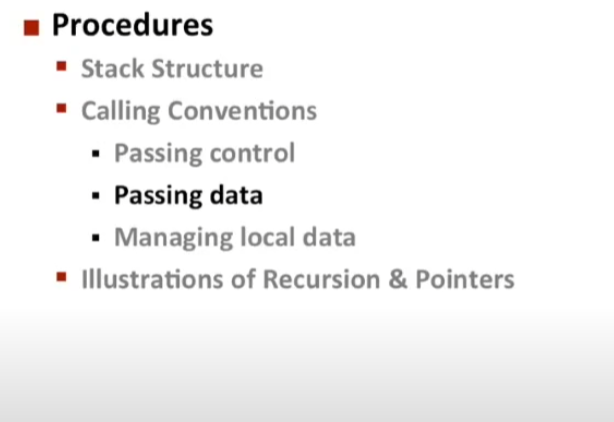 Procedures
Stack Structure
Calling Conventions
Passing control
Passing data
Managing local data
Illustrations of Recursion & Pointers